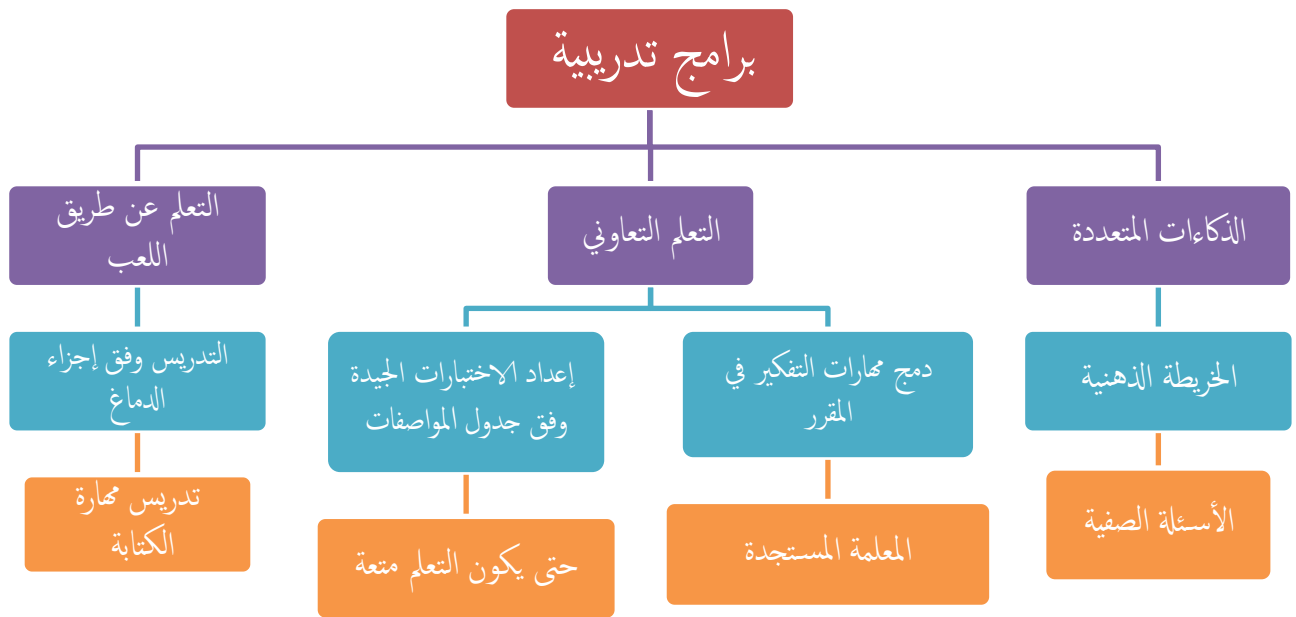 برامج تدريبية
الذكاءات المتعددة
التعلم التعاوني
التعلم عن طريق
اللعب
الخريطة الذهنية
دمج مهارات التفكير في
المقرر
إعداد الاختبارات الجيدة
وفق جدول المواصفات
التدريس وفق إجزاء
الدماغ
الأسئلة الصفية
المعلمة المستجدة
حتى يكون التعلم متعة
تدريس مهارة
الكتابة